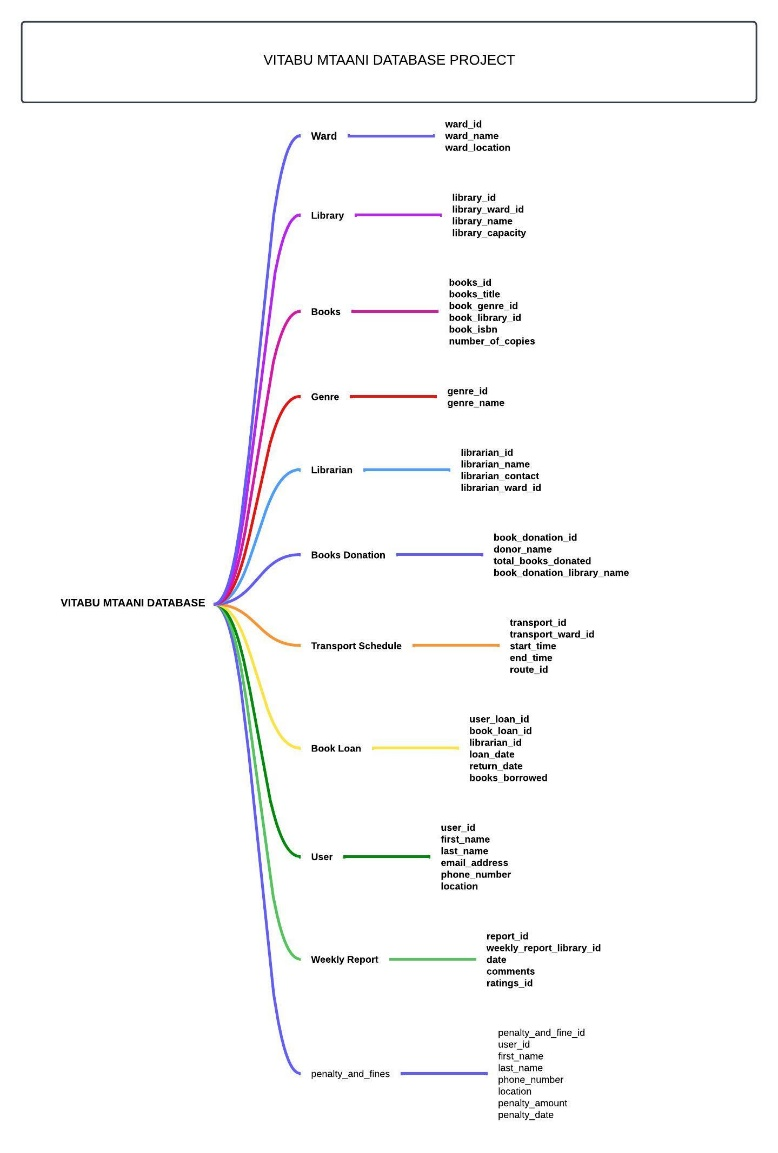 VITABU MTAANI DATABASE PROJECT
Ward
ward_id
ward_name
ward_location
Library
library_id
library_ward_id
library_name
library_capacity
Books
books_id
books_title
book_genre_id
book_library_id
book_isbn
number_of_copies
Genre
genre_id
genre_name
Librarian
librarian_id
librarian_name
librarian_contact
librarian_ward_id
Books Donation
book_donation_id
donor_name
total_books_donated
book_donation_library_name
VITABU MTAANI DATABASE
Transport Schedule
transport_id
transport_ward_id
start_time
end_time
route_id
Book Loan
user_loan_id
book_loan_id
librarian_id
loan_date
return_date
books_borrowed
User
user_id
first_name
last_name
email_address
phone_number
location
Weekly Report
report_id
weekly_report_library_id
date
comments
ratings_id
penalty_and_fines
penalty_and_fine_id
user_id
first_name
last_name
phone_number
location
penalty_amount
penalty_date